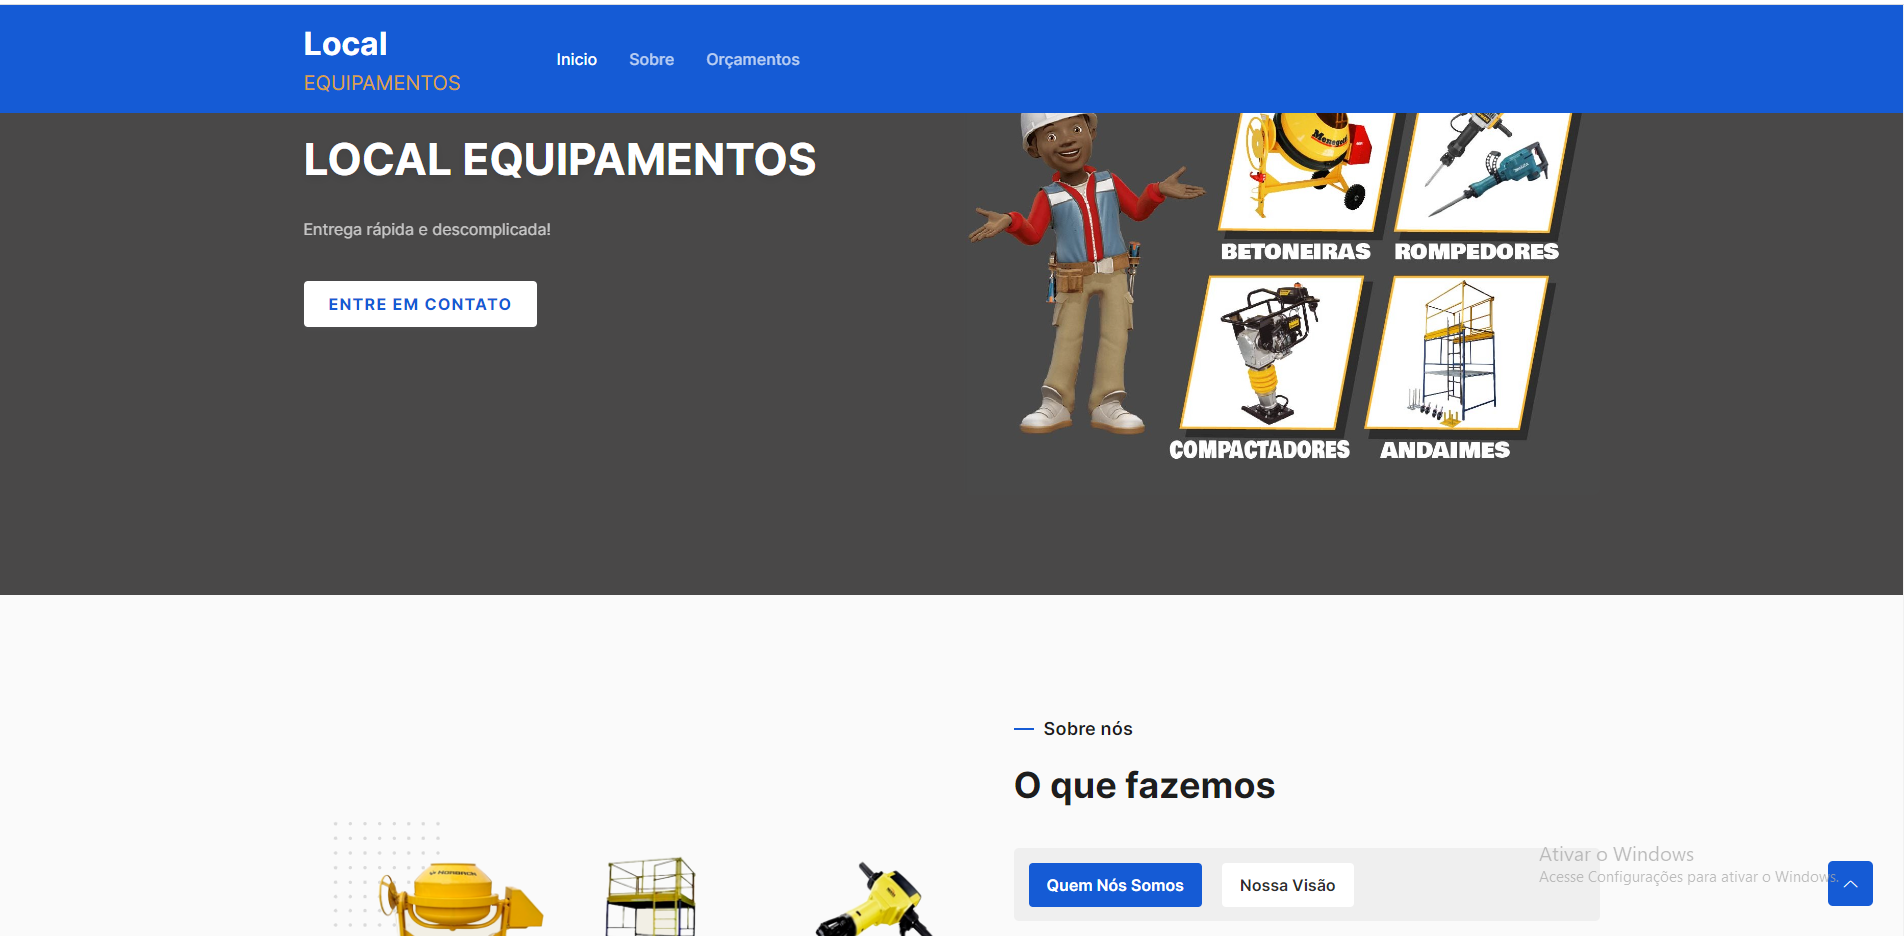 Local
EQUIPAMENTOS
Inicio
Sobre
Orçamentos
LOCAL EQUIPAMENTOS
Entrega rápida e descomplicada!
ENTRE EM CONTATO
BETONEIRAS
ROMPEDORES
COMPACTADORES
ANDAIMES
Sobre nós
O que fazemos
Quem Nós Somos
Nossa Visão
Ativar o Windows
Acesse Configurações para ativar o Windows.
HORBACH